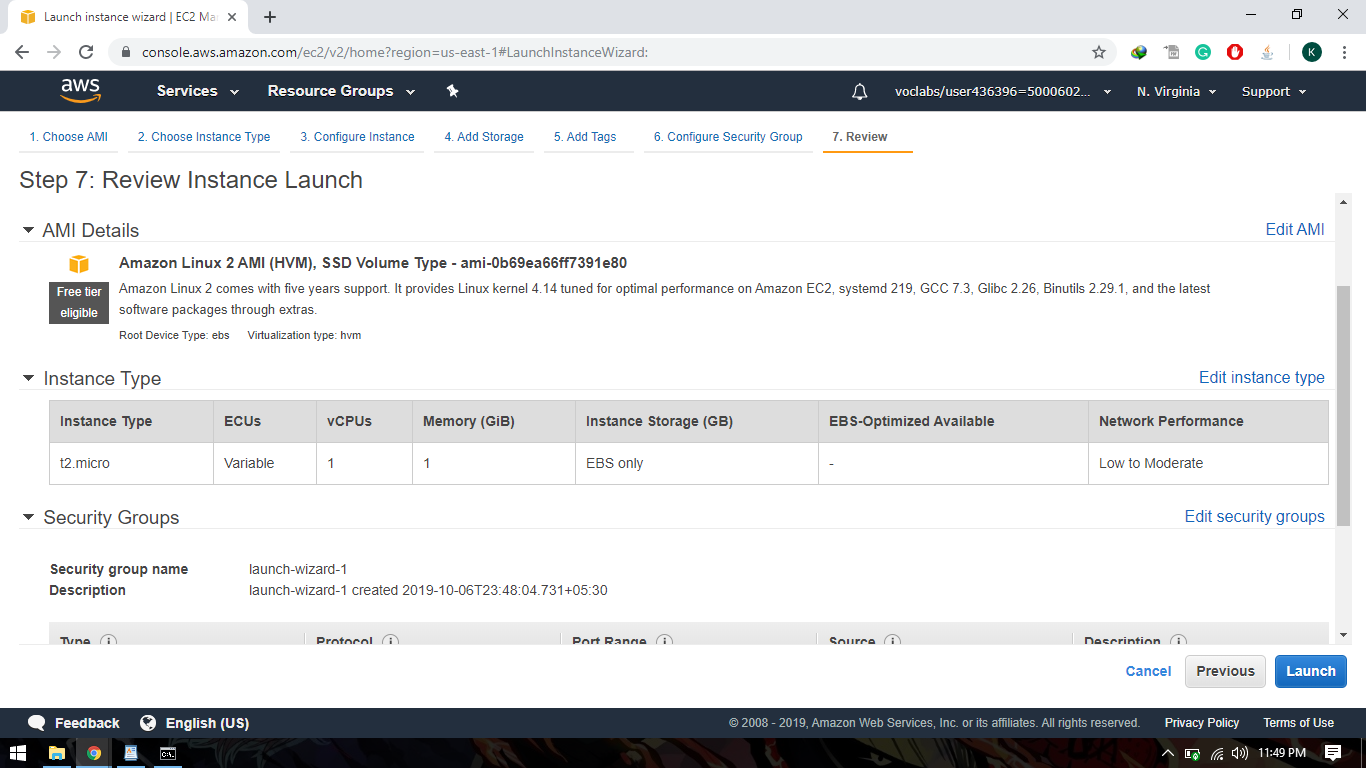 Launch instance wizard | EC2 Ma
console.aws.amazon.com/ec2/v2/home?region=us-east-1#LaunchInstanceWizard:
K
aws
Services
Resource Groups
voclabs/user436396=5000602...
N. Virginia
Support
1. Choose AMI
2. Choose Instance Type
3. Configure Instance
4. Add Storage
5. Add Tags
6. Configure Security Group
7. Review
Step 7: Review Instance Launch
AMI Details
Edit AMI
Amazon Linux 2 AMI (HVM), SSD Volume Type - ami-0b69ea66ff7391e80
Free tier
eligible
Amazon Linux 2 comes with five years support. It provides Linux kernel 4.14 tuned for optimal performance on Amazon EC2, systemd 219, GCC 7.3, Glibc 2.26, Binutils 2.29.1, and the latest
software packages through extras.
Root Device Type: ebs Virtualization type: hvm
Instance Type
Edit instance type
Instance Type ECUs vCPUs Memory (GiB) Instance Storage (GB) EBS-Optimized Available Network Performance
t2.micro Variable 1 1 EBS only - Low to Moderate
Security Groups
Edit security groups
Security group name launch-wizard-1
Description launch-wizard-1 created 2019-10-06T23:48:04.731+05:30
Type Protocol Port Range Source Description
Cancel
Previous
Launch
Feedback
English (US)
© 2008 - 2019, Amazon Web Services, Inc. or its affiliates. All rights reserved.
Privacy Policy
Terms of Use
11:49 PM